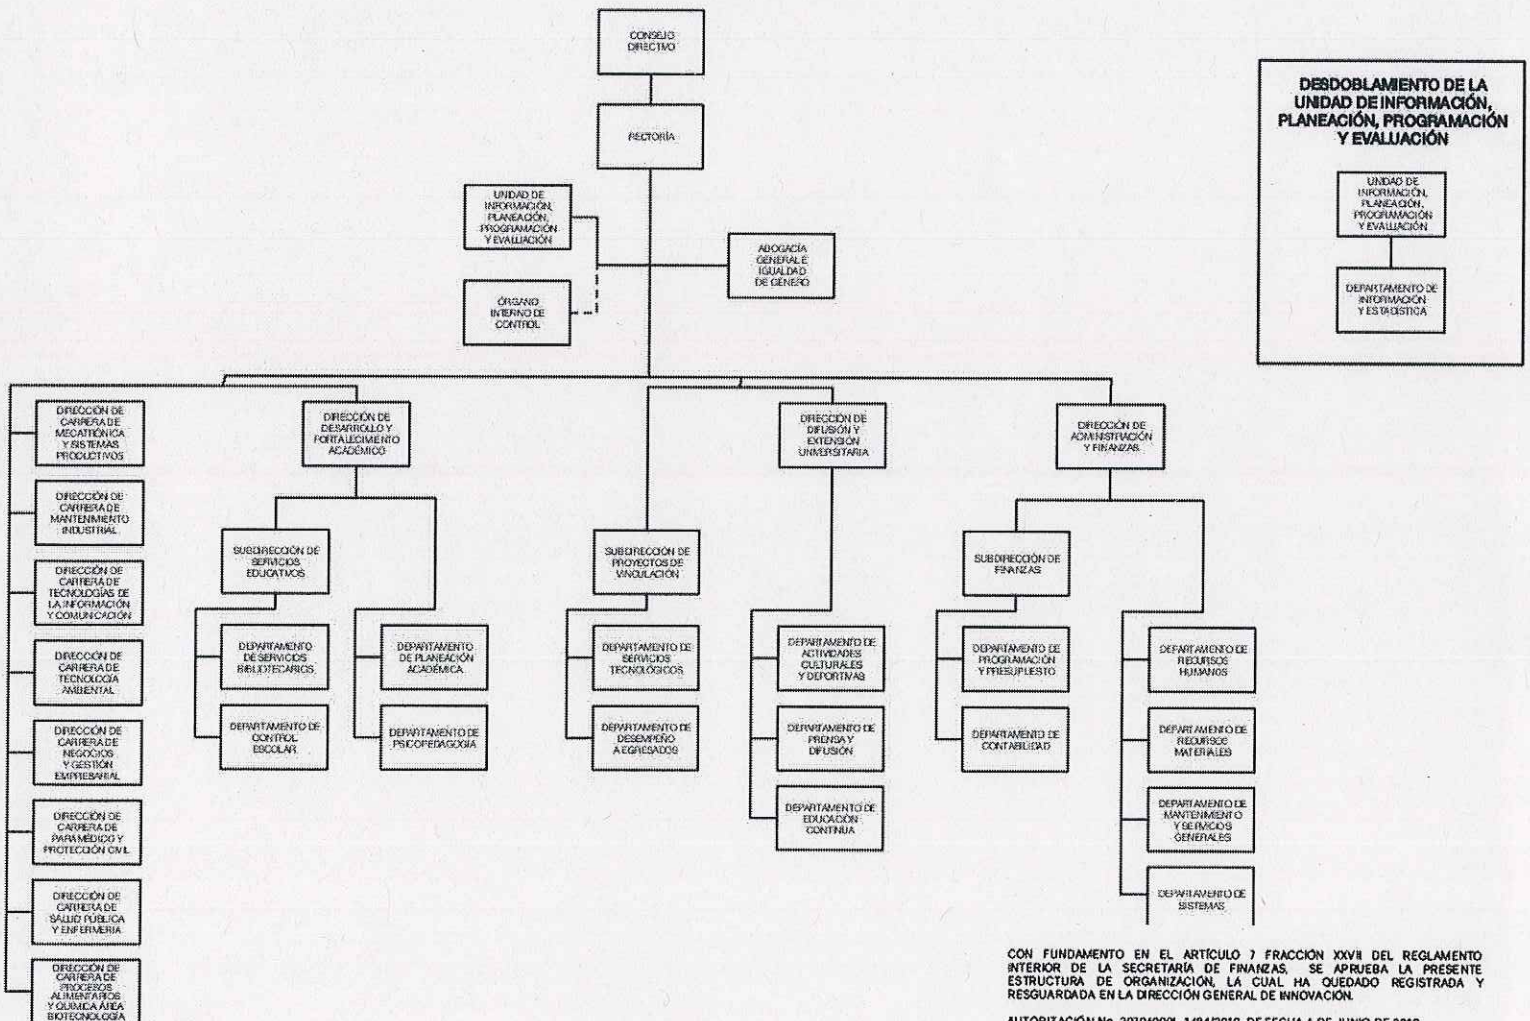 CONSEJO
DIRECTIVO
RECTORÍA
UNIDAD DE
INFORMACIÓN,
PLANEACIÓN,
PROGRAMACIÓN
Y EVALUACIÓN
ABOGACÍA
GENERAL E
IGUALDAD
DE GÉNERO
ÓRGANO
INTERNO DE
CONTROL
DESDOBLAMIENTO DE LA
UNIDAD DE INFORMACIÓN,
PLANEACIÓN, PROGRAMACIÓN
Y EVALUACIÓN
UNIDAD DE
INFORMACIÓN,
PLANEACIÓN,
PROGRAMACIÓN
Y EVALUACIÓN
DEPARTAMENTO DE
INFORMACIÓN
Y ESTADÍSTICA
DIRECCIÓN DE
CARRERA DE
MECATRÓNICA
Y SISTEMAS
PRODUCTIVOS
DIRECCIÓN DE
CARRERA DE
MANTENIMIENTO
INDUSTRIAL
DIRECCIÓN DE
CARRERA DE
TECNOLOGÍAS DE
LA INFORMACIÓN
Y COMUNICACIÓN
DIRECCIÓN DE
CARRERA DE
TECNOLOGÍA
AMBIENTAL
DIRECCIÓN DE
CARRERA DE
NEGOCIOS
Y GESTIÓN
EMPRESARIAL
DIRECCIÓN DE
CARRERA DE
PARAMÉDICO Y
PROTECCIÓN CIVIL
DIRECCIÓN DE
CARRERA DE
SALUD PÚBLICA
Y ENFERMERÍA
DIRECCIÓN DE
CARRERA DE
PROCESOS
ALIMENTARIOS
Y QUÍMICA ÁREA
BIOTECNOLOGÍA
DIRECCIÓN DE
DESARROLLO Y
FORTALECIMIENTO
ACADÉMICO
SUBDIRECCIÓN DE
SERVICIOS
EDUCATIVOS
DEPARTAMENTO
DE SERVICIOS
BIBLIOTECARIOS
DEPARTAMENTO DE
CONTROL
ESCOLAR
DEPARTAMENTO
DE PLANEACIÓN
ACADÉMICA
DEPARTAMENTO DE
PSICOPEDAGOGÍA
SUBDIRECCIÓN DE
PROYECTOS DE
VINCULACIÓN
DEPARTAMENTO DE
SERVICIOS
TECNOLÓGICOS
DEPARTAMENTO DE
DESEMPEÑO
A EGRESADOS
DIRECCIÓN DE
DIFUSIÓN Y
EXTENSIÓN
UNIVERSITARIA
DEPARTAMENTO DE
ACTIVIDADES
CULTURALES
Y DEPORTIVAS
DEPARTAMENTO DE
PRENSA Y
DIFUSIÓN
DEPARTAMENTO DE
EDUCACIÓN
CONTINUA
DIRECCIÓN DE
ADMINISTRACIÓN
Y FINANZAS
SUBDIRECCIÓN DE
FINANZAS
DEPARTAMENTO DE
PROGRAMACIÓN
Y PRESUPUESTO
DEPARTAMENTO DE
CONTABILIDAD
DEPARTAMENTO DE
RECURSOS
HUMANOS
DEPARTAMENTO DE
RECURSOS
MATERIALES
DEPARTAMENTO DE
MANTENIMIENTO
Y SERVICIOS
GENERALES
DEPARTAMENTO DE
SISTEMAS
CON FUNDAMENTO EN EL ARTÍCULO 7 FRACCIÓN XXVII DEL REGLAMENTO
INTERIOR DE LA SECRETARÍA DE FINANZAS, SE APRUEBA LA PRESENTE
ESTRUCTURA DE ORGANIZACIÓN, LA CUAL HA QUEDADO REGISTRADA Y
RESGUARDADA EN LA DIRECCIÓN GENERAL DE INNOVACIÓN.
AUTORIZACIÓN No. DE FECHA DE JUNIO DE